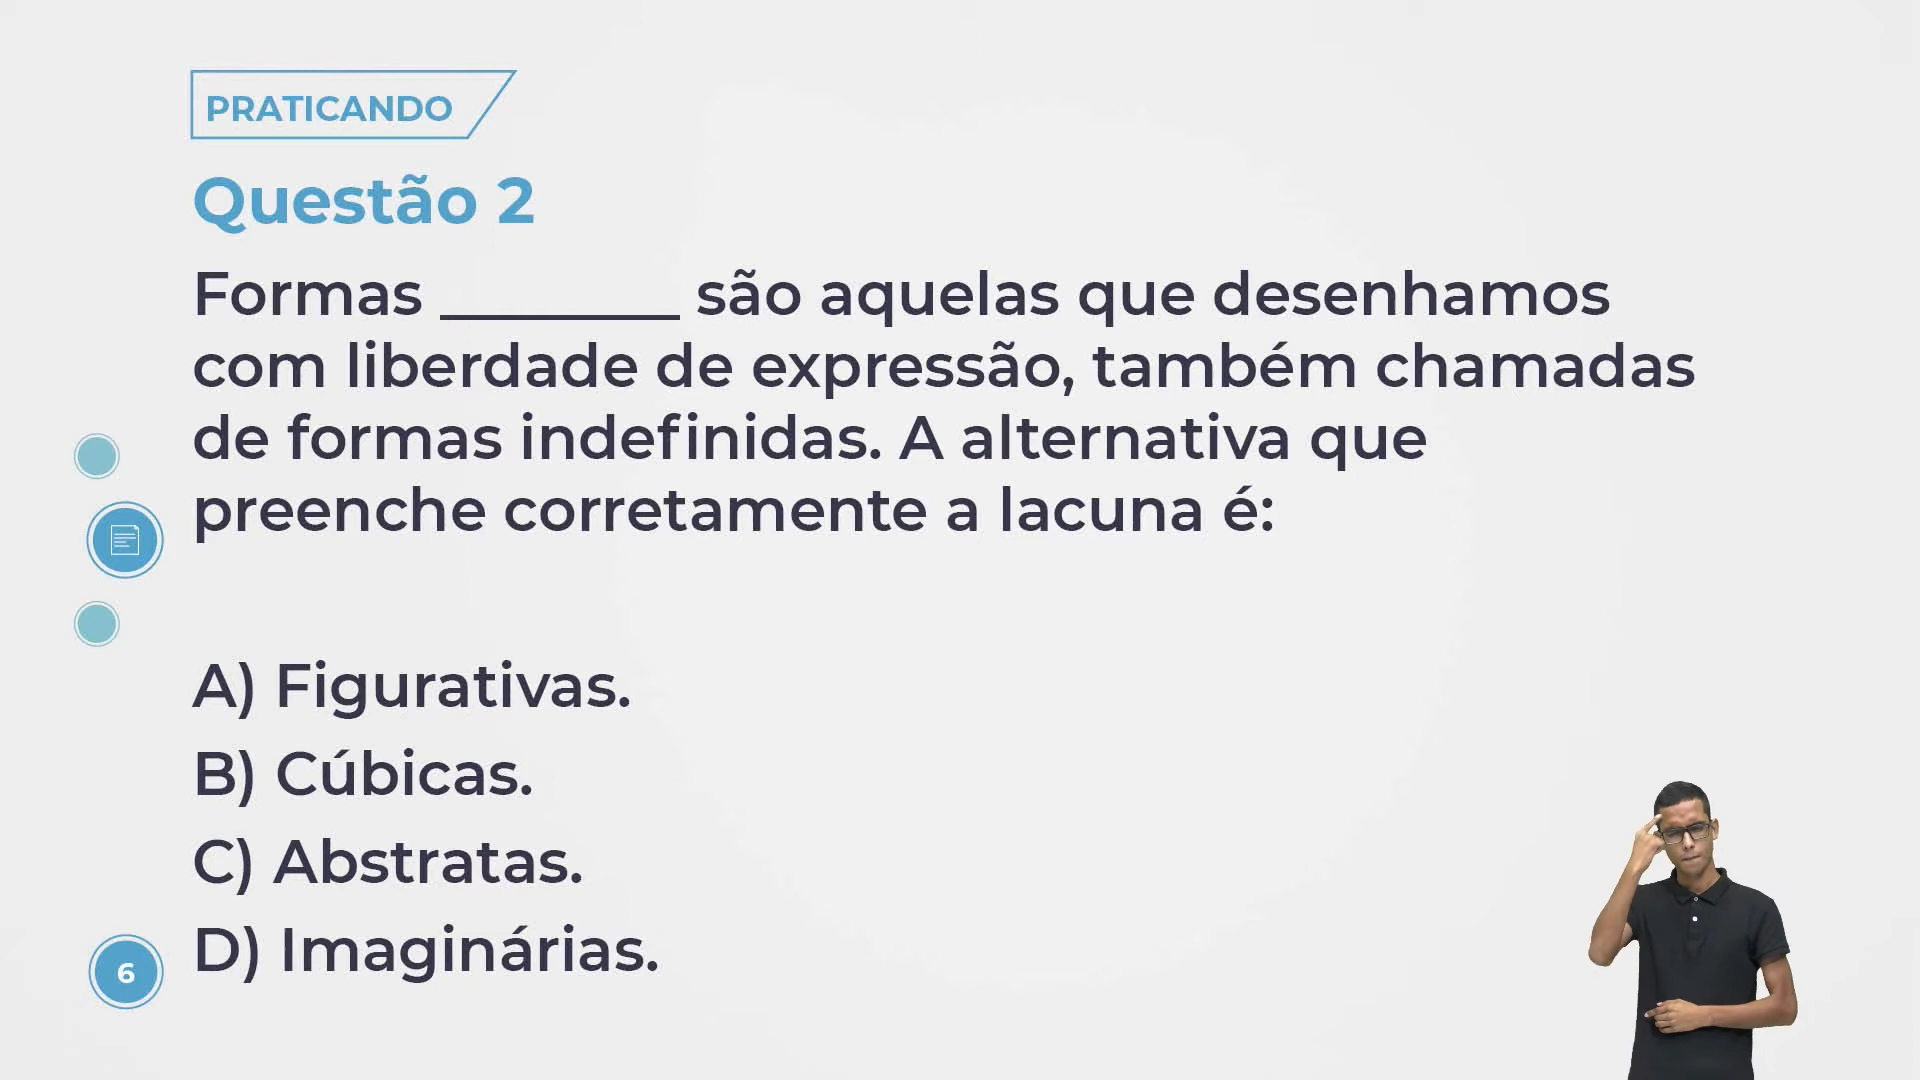 PRATICANDO
Questão 2
Formas ________ são aquelas que desenhamos
com liberdade de expressão, também chamadas
de formas indefinidas. A alternativa que
preenche corretamente a lacuna é:
A) Figurativas.
B) Cúbicas.
C) Abstratas.
D) Imaginárias.
6